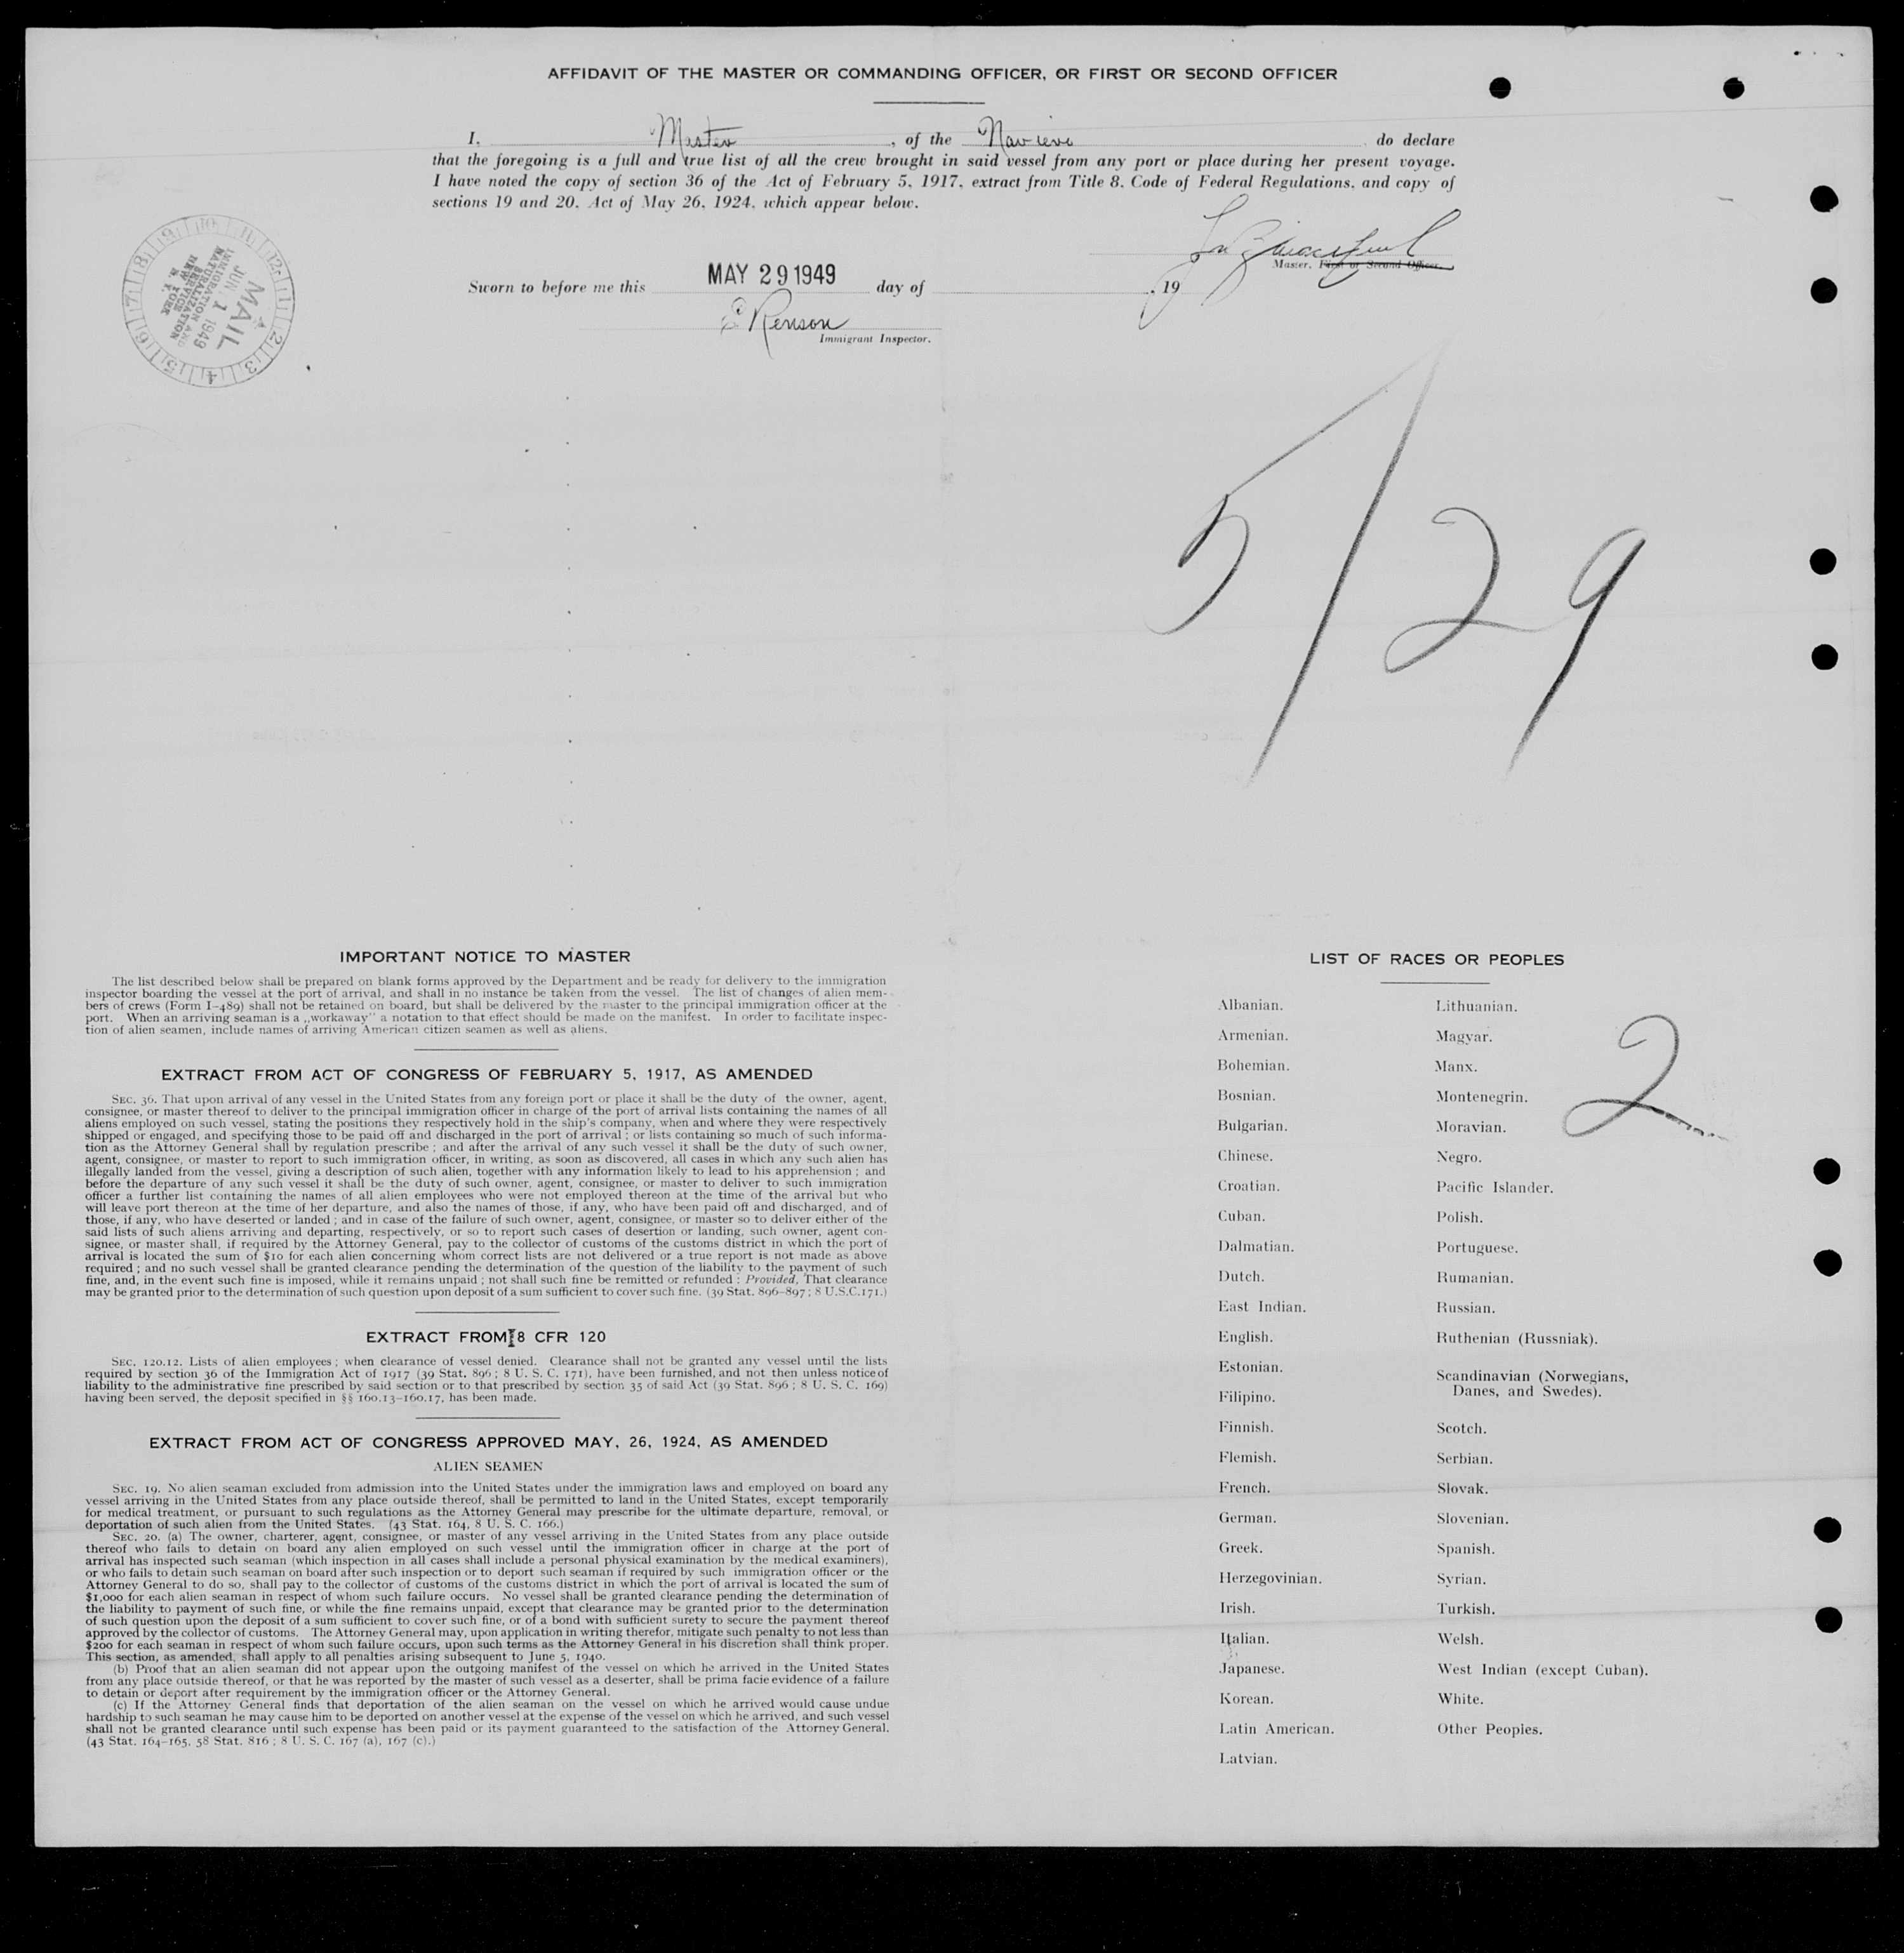 AFFIDAVIT OF THE MASTER OR COMMANDING OFFICER, OR FIRST OR SECOND OFFICER
I, Master, of the do declare
that the foregoing is a full and true list of all the crew brought in said vessel from any port or place during her present voyage.
I have noted the copy of section 36 of the Act of February 5, 1917, extract from Title 8, Code of Federal Regulations, and copy of
sections 19 and 20, Act of May 26, 1924, which appear below.
Master, First or Second Officer.
Sworn to before me this MAY 29 1949 day of , 19
E Renson
Immigrant Inspector.
MAIL
JUN 1 1949
IMMIGRATION AND
NATURALIZATION
SERVICE
NEW YORK
N. Y.
5/29
IMPORTANT NOTICE TO MASTER
The list described below shall be prepared on blank forms approved by the Department and be ready for delivery to the immigration
inspector boarding the vessel at the port of arrival, and shall in no instance be taken from the vessel. The list of changes of alien mem-
bers of crews (Form I-489) shall not be retained on board, but shall be delivered by the master to the principal immigration officer at the
port. When an arriving seaman is a ,,workaway" a notation to that effect should be made on the manifest. In order to facilitate inspec-
tion of alien seamen, include names of arriving American citizen seamen as well as aliens.
EXTRACT FROM ACT OF CONGRESS OF FEBRUARY 5, 1917, AS AMENDED
SEC. 36. That upon arrival of any vessel in the United States from any foreign port or place it shall be the duty of the owner, agent,
consignee, or master thereof to deliver to the principal immigration officer in charge of the port of arrival lists containing the names of all
aliens employed on such vessel, stating the positions they respectively hold in the ship's company, when and where they were respectively
shipped or engaged, and specifying those to be paid off and discharged in the port of arrival ; or lists containing so much of such informa-
tion as the Attorney General shall by regulation prescribe ; and after the arrival of any such vessel it shall be the duty of such owner,
agent, consignee, or master to report to such immigration officer, in writing, as soon as discovered, all cases in which any such alien has
illegally landed from the vessel, giving a description of such alien, together with any information likely to lead to his apprehension ; and
before the departure of any such vessel it shall be the duty of such owner, agent, consignee, or master to deliver to such immigration
officer a further list containing the names of all alien employees who were not employed thereon at the time of the arrival but who
will leave port thereon at the time of her departure, and also the names of those, if any, who have been paid off and discharged, and of
those, if any, who have deserted or landed ; and in case of the failure of such owner, agent, consignee, or master so to deliver either of the
said lists of such aliens arriving and departing, respectively, or so to report such cases of desertion or landing, such owner, agent con-
signee, or master shall, if required by the Attorney General, pay to the collector of customs of the customs district in which the port of
arrival is located the sum of $10 for each alien concerning whom correct lists are not delivered or a true report is not made as above
required ; and no such vessel shall be granted clearance pending the determination of the question of the liability to the payment of such
fine, and, in the event such fine is imposed, while it remains unpaid ; not shall such fine be remitted or refunded : Provided, That clearance
may be granted prior to the determination of such question upon deposit of a sum sufficient to cover such fine. (39 Stat. 896-897 ; 8 U.S.C.171.)
EXTRACT FROM 8 CFR 120
SEC. 120.12. Lists of alien employees ; when clearance of vessel denied. Clearance shall not be granted any vessel until the lists
required by section 36 of the Immigration Act of 1917 (39 Stat. 896 ; 8 U. S. C. 171), have been furnished, and not then unless notice of
liability to the administrative fine prescribed by said section or to that prescribed by section 35 of said Act (39 Stat. 896 ; 8 U. S. C. 169)
having been served, the deposit specified in §§ 160.13-160.17, has been made.
EXTRACT FROM ACT OF CONGRESS APPROVED MAY, 26, 1924, AS AMENDED
ALIEN SEAMEN
SEC. 19. No alien seaman excluded from admission into the United States under the immigration laws and employed on board any
vessel arriving in the United States from any place outside thereof, shall be permitted to land in the United States, except temporarily
for medical treatment, or pursuant to such regulations as the Attorney General may prescribe for the ultimate departure, removal, or
deportation of such alien from the United States. (43 Stat. 164, 8 U. S. C. 166.)
SEC. 20. (a) The owner, charterer, agent, consignee, or master of any vessel arriving in the United States from any place outside
thereof who fails to detain on board any alien employed on such vessel until the immigration officer in charge at the port of
arrival has inspected such seaman (which inspection in all cases shall include a personal physical examination by the medical examiners),
or who fails to detain such seaman on board after such inspection or to deport such seaman if required by such immigration officer or the
Attorney General to do so, shall pay to the collector of customs of the customs district in which the port of arrival is located the sum of
$1,000 for each alien seaman in respect of whom such failure occurs. No vessel shall be granted clearance pending the determination of
the liability to payment of such fine, or while the fine remains unpaid, except that clearance may be granted prior to the determination
of such question upon the deposit of a sum sufficient to cover such fine, or of a bond with sufficient surety to secure the payment thereof
approved by the collector of customs. The Attorney General may, upon application in writing therefor, mitigate such penalty to not less than
$200 for each seaman in respect of whom such failure occurs, upon such terms as the Attorney General in his discretion shall think proper.
This section, as amended, shall apply to all penalties arising subsequent to June 5, 1940.
(b) Proof that an alien seaman did not appear upon the outgoing manifest of the vessel on which he arrived in the United States
from any place outside thereof, or that he was reported by the master of such vessel as a deserter, shall be prima facie evidence of a failure
to detain or deport after requirement by the immigration officer or the Attorney General.
(c) If the Attorney General finds that deportation of the alien seaman on the vessel on which he arrived would cause undue
hardship to such seaman he may cause him to be deported on another vessel at the expense of the vessel on which he arrived, and such vessel
shall not be granted clearance until such expense has been paid or its payment guaranteed to the satisfaction of the Attorney General.
(43 Stat. 164-165. 58 Stat. 816 ; 8 U. S. C. 167 (a), 167 (c).)
LIST OF RACES OR PEOPLES
Albanian.
Armenian.
Bohemian.
Bosnian.
Bulgarian.
Chinese.
Croatian.
Cuban.
Dalmatian.
Dutch.
East Indian.
English.
Estonian.
Filipino.
Finnish.
Flemish.
French.
German.
Greek.
Herzegovinian.
Irish.
Italian.
Japanese.
Korean.
Latin American.
Latvian.
Lithuanian.
Magyar.
Manx.
Montenegrin.
Moravian.
Negro.
Pacific Islander.
Polish.
Portuguese.
Rumanian.
Russian.
Ruthenian (Russniak).
Scandinavian (Norwegians,
Danes, and Swedes).
Scotch.
Serbian.
Slovak.
Slovenian.
Spanish.
Syrian.
Turkish.
Welsh.
West Indian (except Cuban).
White.
Other Peoples.
2